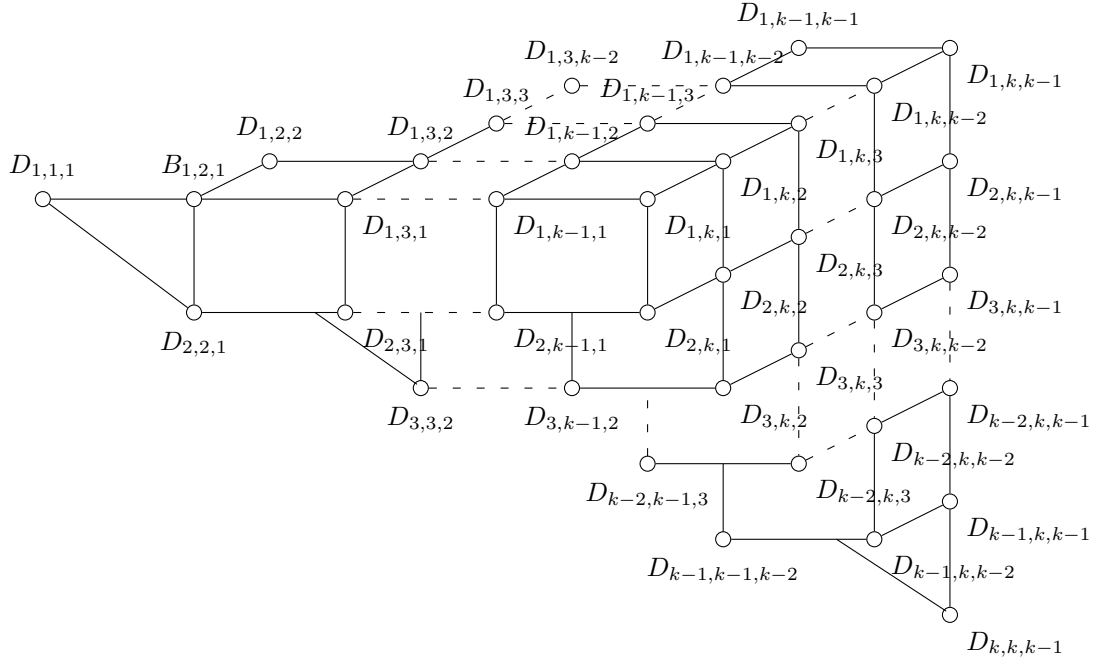 D_{1,k−1,k−1}
D_{1,3,k−2}
D_{1,k−1,k−2}
D_{1,k,k−1}
D_{1,3,3}
D_{1,k−1,3}
D_{1,k,k−2}
D_{1,2,2}
D_{1,3,2}
D_{1,k−1,2}
D_{1,k,3}
D_{1,1,1}
B_{1,2,1}
D_{1,k,2}
D_{2,k,k−1}
D_{1,3,1}
D_{1,k−1,1}
D_{1,k,1}
D_{2,k,k−2}
D_{2,k,3}
D_{2,k,2}
D_{3,k,k−1}
D_{2,2,1}
D_{2,3,1}
D_{2,k−1,1}
D_{2,k,1}
D_{3,k,k−2}
D_{3,k,3}
D_{3,3,2}
D_{3,k−1,2}
D_{3,k,2}
D_{k−2,k,k−1}
D_{k−2,k,k−2}
D_{k−2,k−1,3}
D_{k−2,k,3}
D_{k−1,k,k−1}
D_{k−1,k−1,k−2}
D_{k−1,k,k−2}
D_{k,k,k−1}